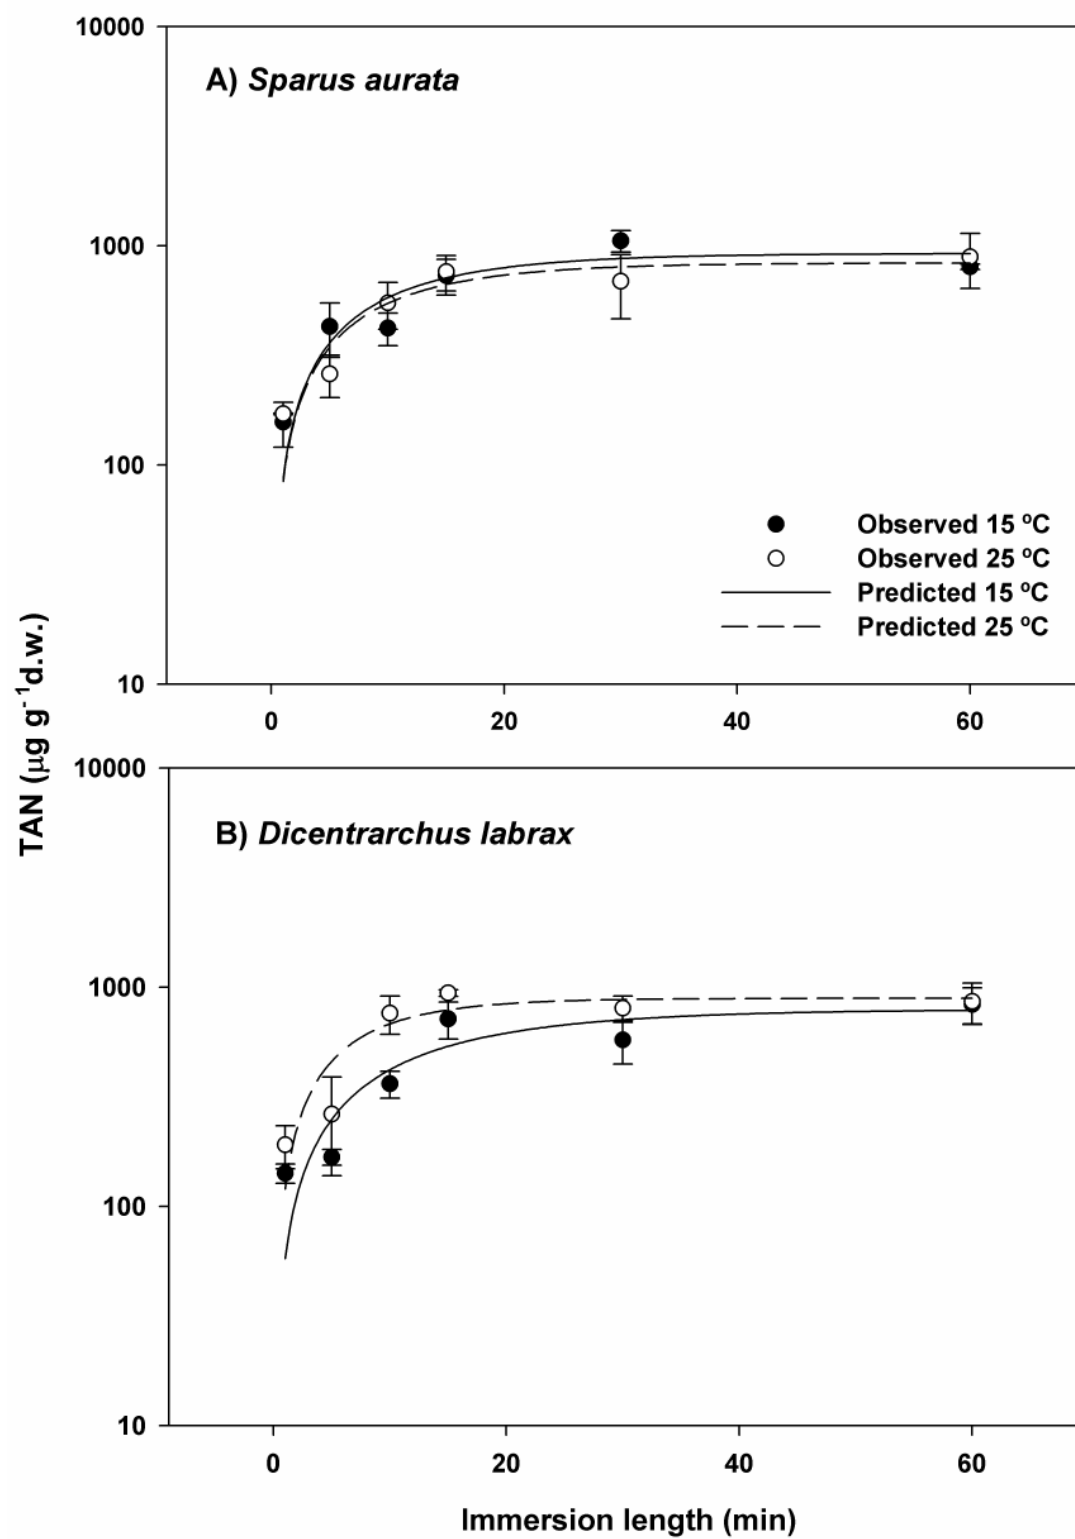 10000
A) Sparus aurata
1000
100
Observed 15 ºC
Observed 25 ºC
Predicted 15 ºC
Predicted 25 ºC
10
0 20 40 60
TAN (μg g⁻¹d.w.)
10000
B) Dicentrarchus labrax
1000
100
10
0 20 40 60
Immersion length (min)